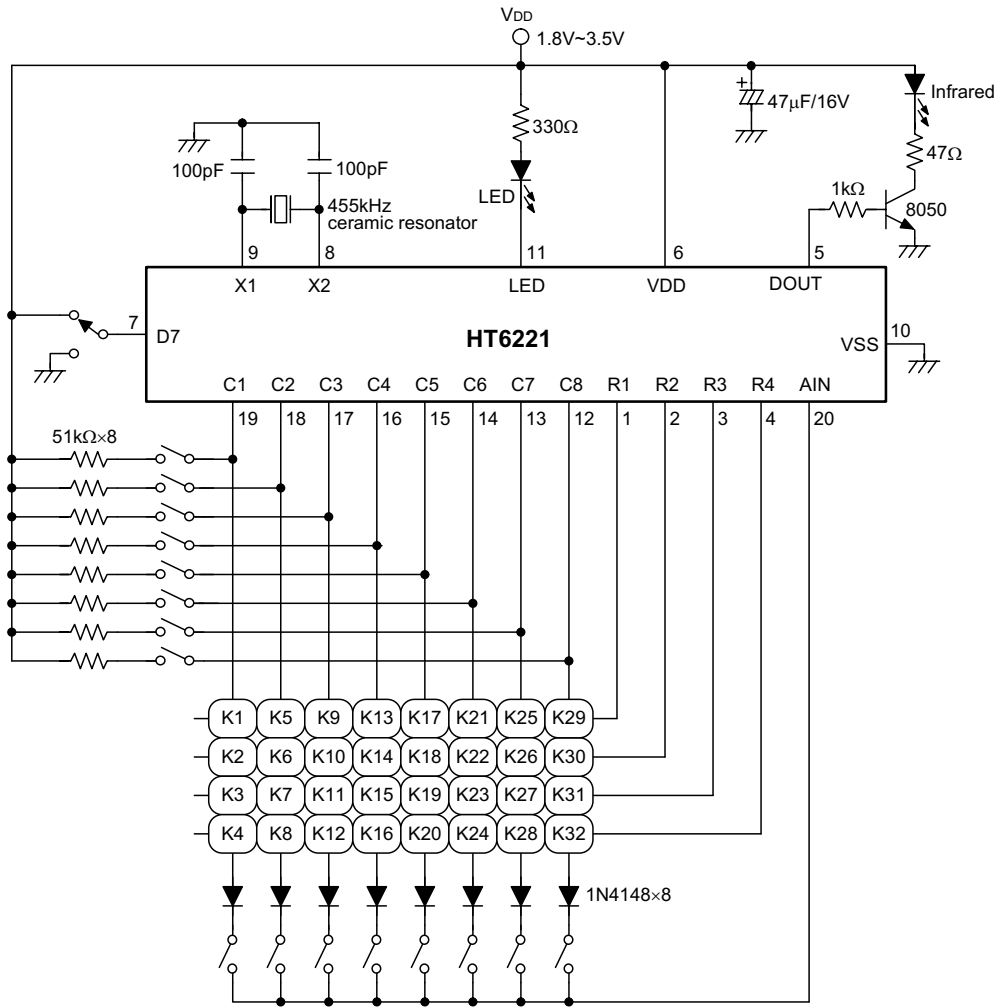 VDD
1.8V~3.5V
47μF/16V
Infrared
330Ω
47Ω
100pF
100pF
LED
1kΩ
8050
455kHz
ceramic resonator
9
8
11
6
5
X1
X2
LED
VDD
DOUT
7
D7
HT6221
VSS
10
C1
C2
C3
C4
C5
C6
C7
C8
R1
R2
R3
R4
AIN
19
18
17
16
15
14
13
12
1
2
3
4
20
51kΩ×8
K1
K5
K9
K13
K17
K21
K25
K29
K2
K6
K10
K14
K18
K22
K26
K30
K3
K7
K11
K15
K19
K23
K27
K31
K4
K8
K12
K16
K20
K24
K28
K32
1N4148×8